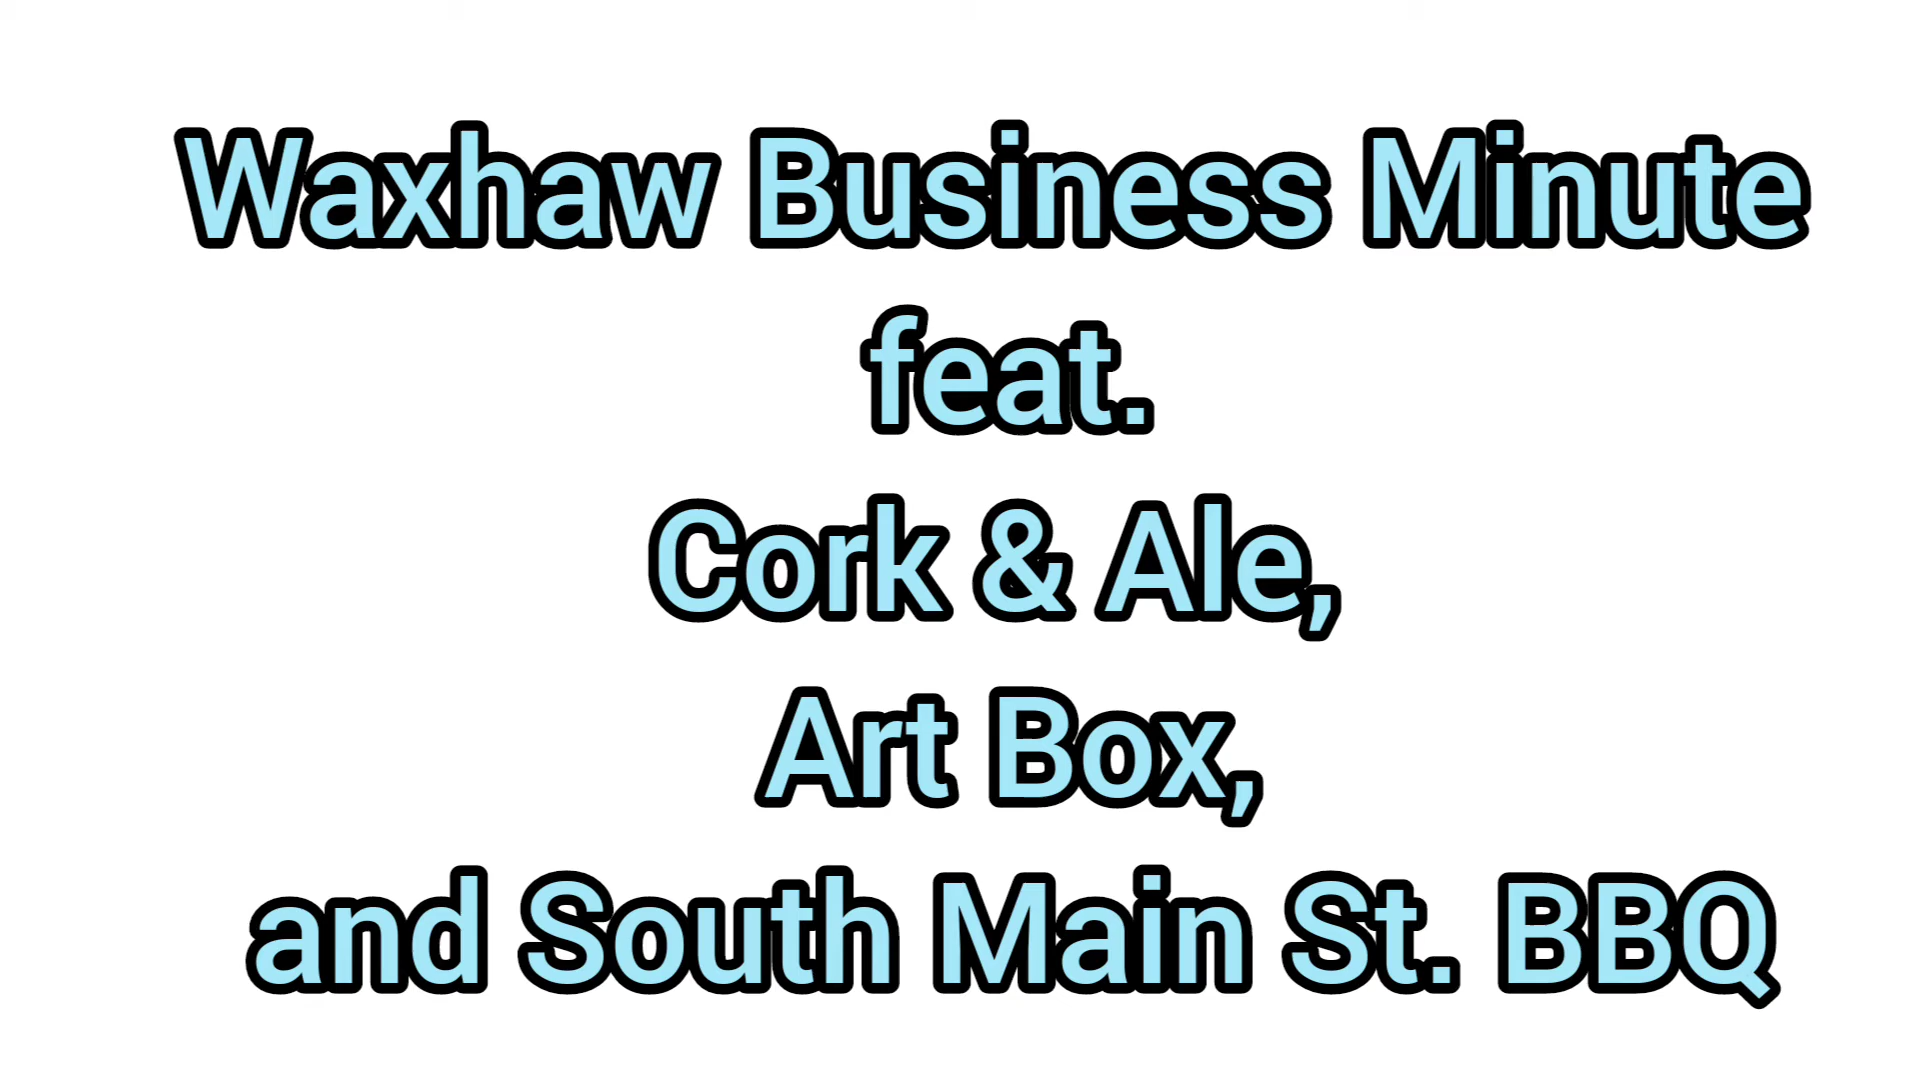 Waxhaw Business Minute
feat.
Cork & Ale,
Art Box,
and South Main St. BBQ